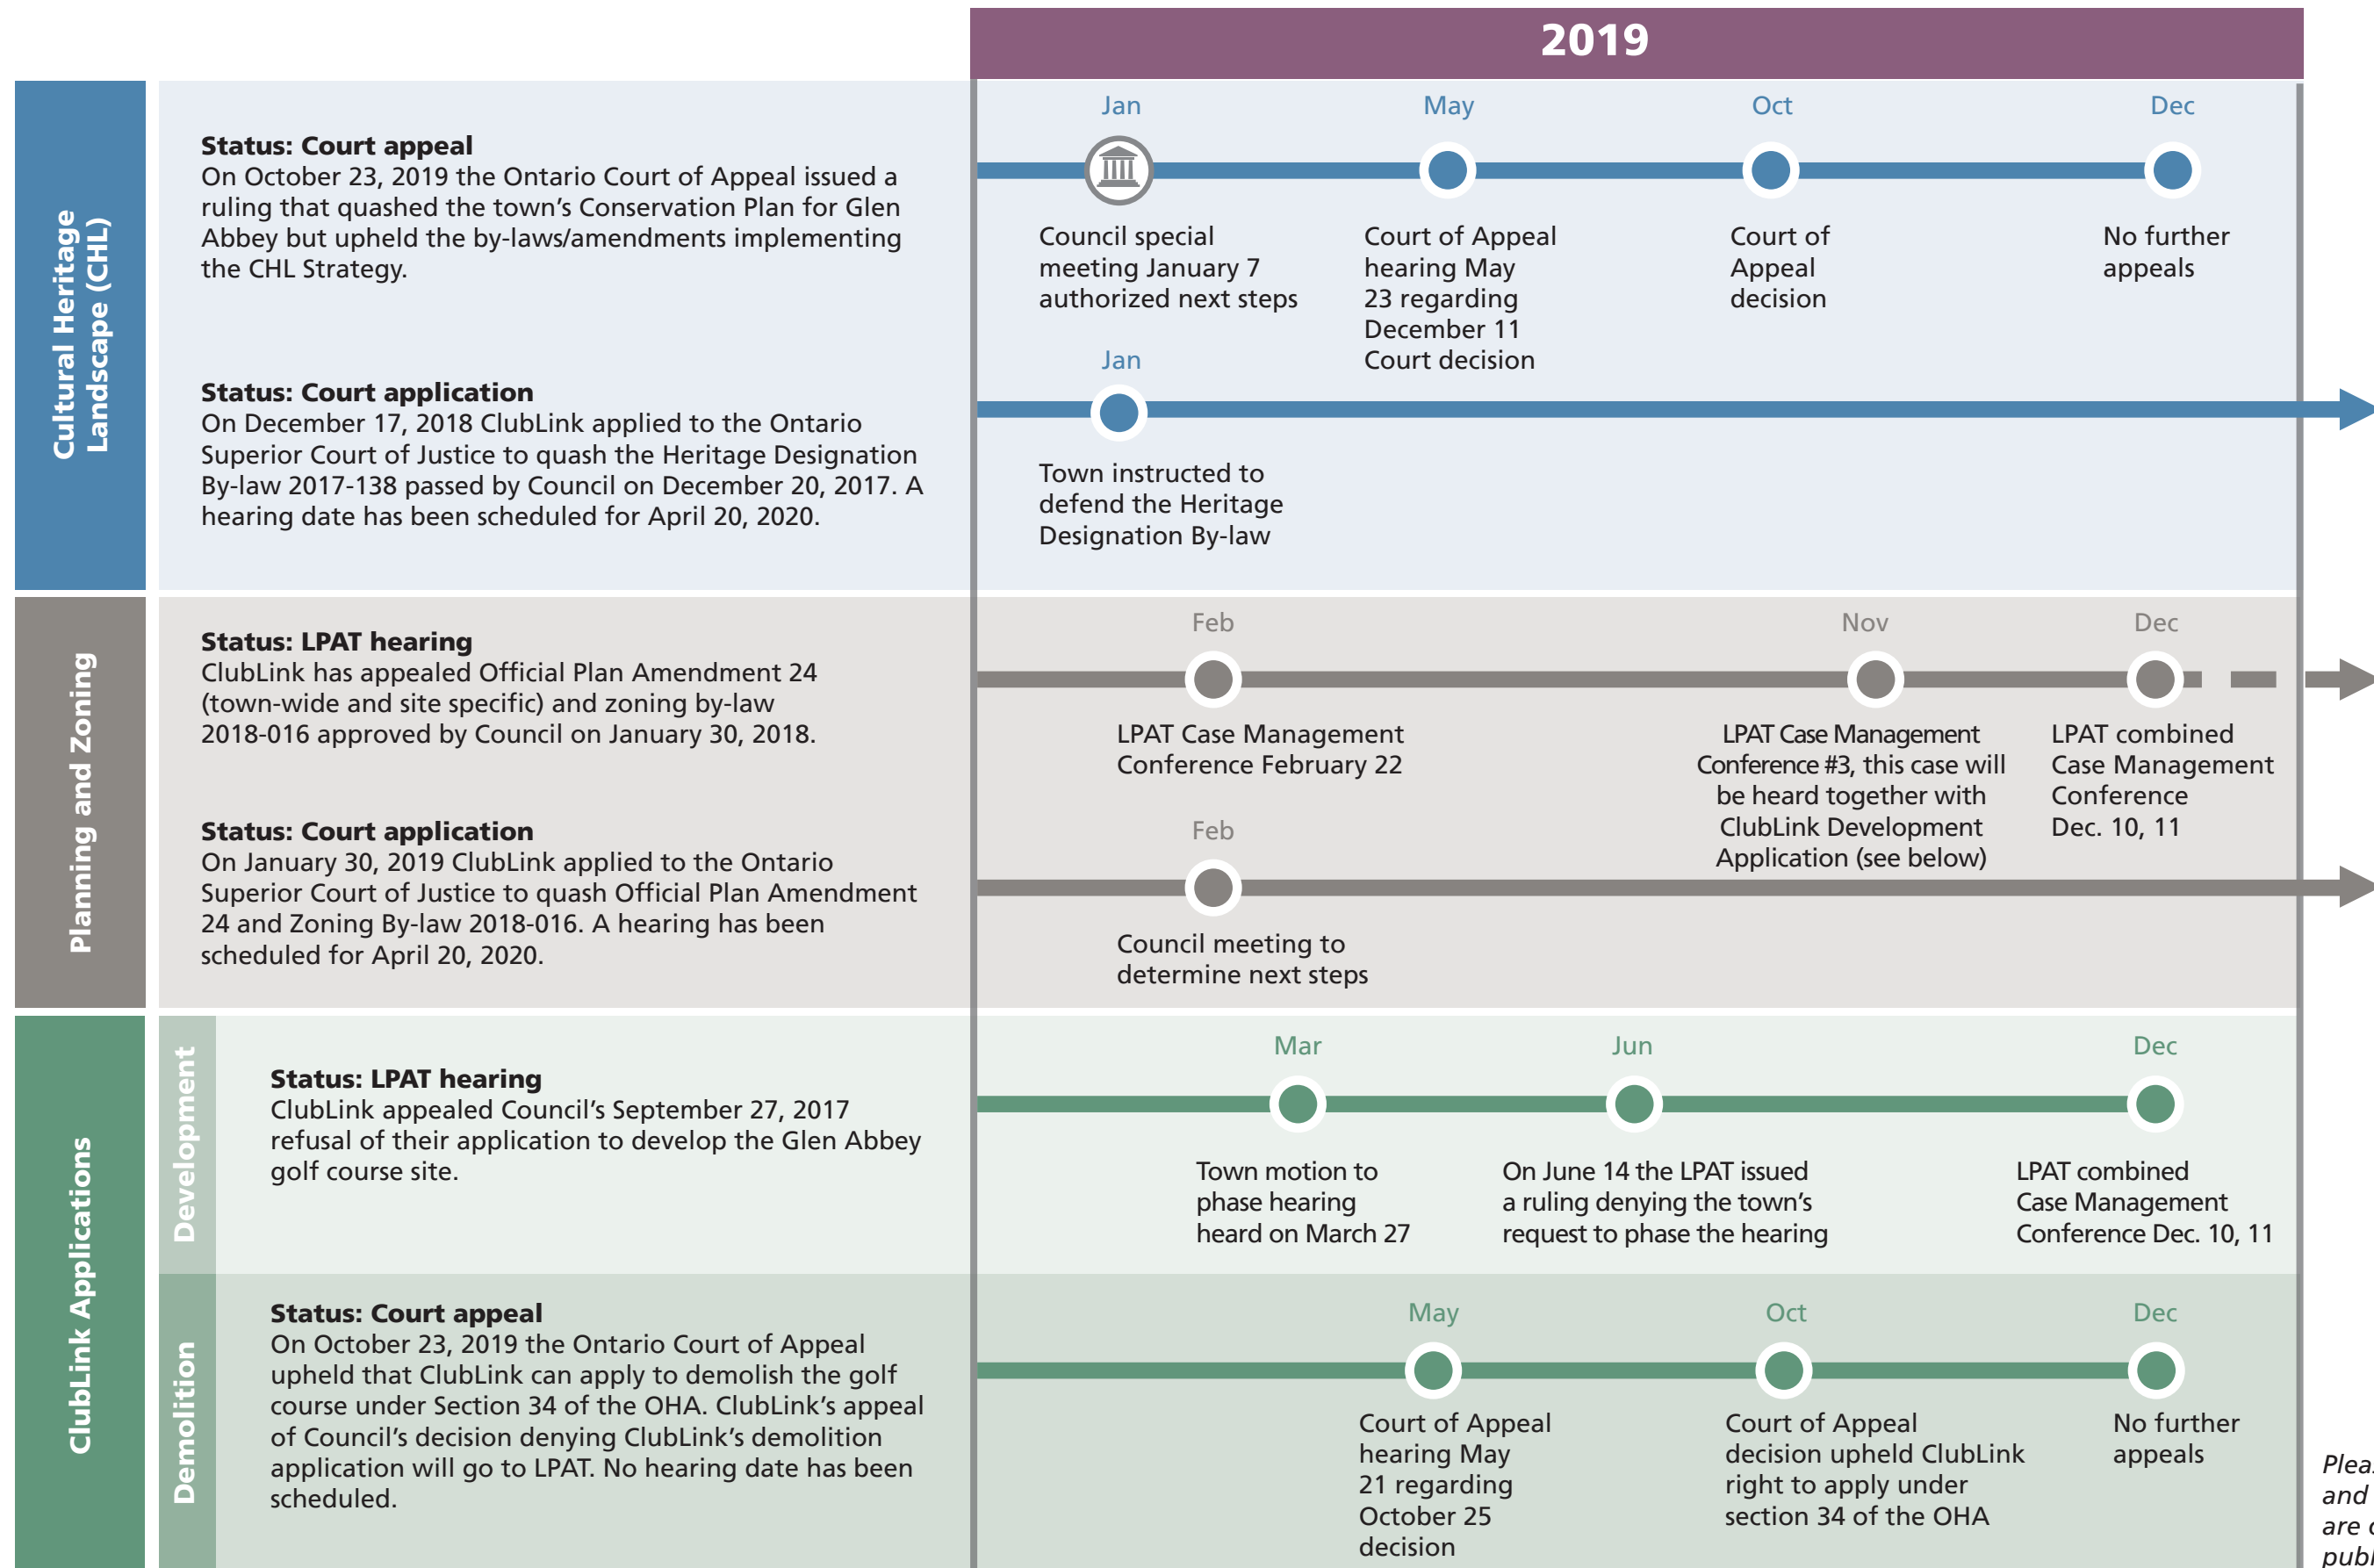 2019
Cultural Heritage
Landscape (CHL)
Status: Court appeal
On October 23, 2019 the Ontario Court of Appeal issued a
ruling that quashed the town’s Conservation Plan for Glen
Abbey but upheld the by-laws/amendments implementing
the CHL Strategy.
Jan
Council special
meeting January 7
authorized next steps
May
Court of Appeal
hearing May
23 regarding
December 11
Court decision
Oct
Court of
Appeal
decision
Dec
No further
appeals
Status: Court application
On December 17, 2018 ClubLink applied to the Ontario
Superior Court of Justice to quash the Heritage Designation
By-law 2017-138 passed by Council on December 20, 2017. A
hearing date has been scheduled for April 20, 2020.
Jan
Town instructed to
defend the Heritage
Designation By-law
Planning and Zoning
Status: LPAT hearing
ClubLink has appealed Official Plan Amendment 24
(town-wide and site specific) and zoning by-law
2018-016 approved by Council on January 30, 2018.
Feb
LPAT Case Management
Conference February 22
Nov
LPAT Case Management
Conference #3, this case will
be heard together with
ClubLink Development
Application (see below)
Dec
LPAT combined
Case Management
Conference
Dec. 10, 11
Status: Court application
On January 30, 2019 ClubLink applied to the Ontario
Superior Court of Justice to quash Official Plan Amendment
24 and Zoning By-law 2018-016. A hearing has been
scheduled for April 20, 2020.
Feb
Council meeting to
determine next steps
ClubLink Applications
Development
Status: LPAT hearing
ClubLink appealed Council’s September 27, 2017
refusal of their application to develop the Glen Abbey
golf course site.
Mar
Town motion to
phase hearing
heard on March 27
Jun
On June 14 the LPAT issued
a ruling denying the town’s
request to phase the hearing
Dec
LPAT combined
Case Management
Conference Dec. 10, 11
Demolition
Status: Court appeal
On October 23, 2019 the Ontario Court of Appeal
upheld that ClubLink can apply to demolish the golf
course under Section 34 of the OHA. ClubLink’s appeal
of Council’s decision denying ClubLink’s demolition
application will go to LPAT. No hearing date has been
scheduled.
May
Court of Appeal
hearing May
21 regarding
October 25
decision
Oct
Court of Appeal
decision upheld ClubLink
right to apply under
section 34 of the OHA
Dec
No further
appeals
and
are